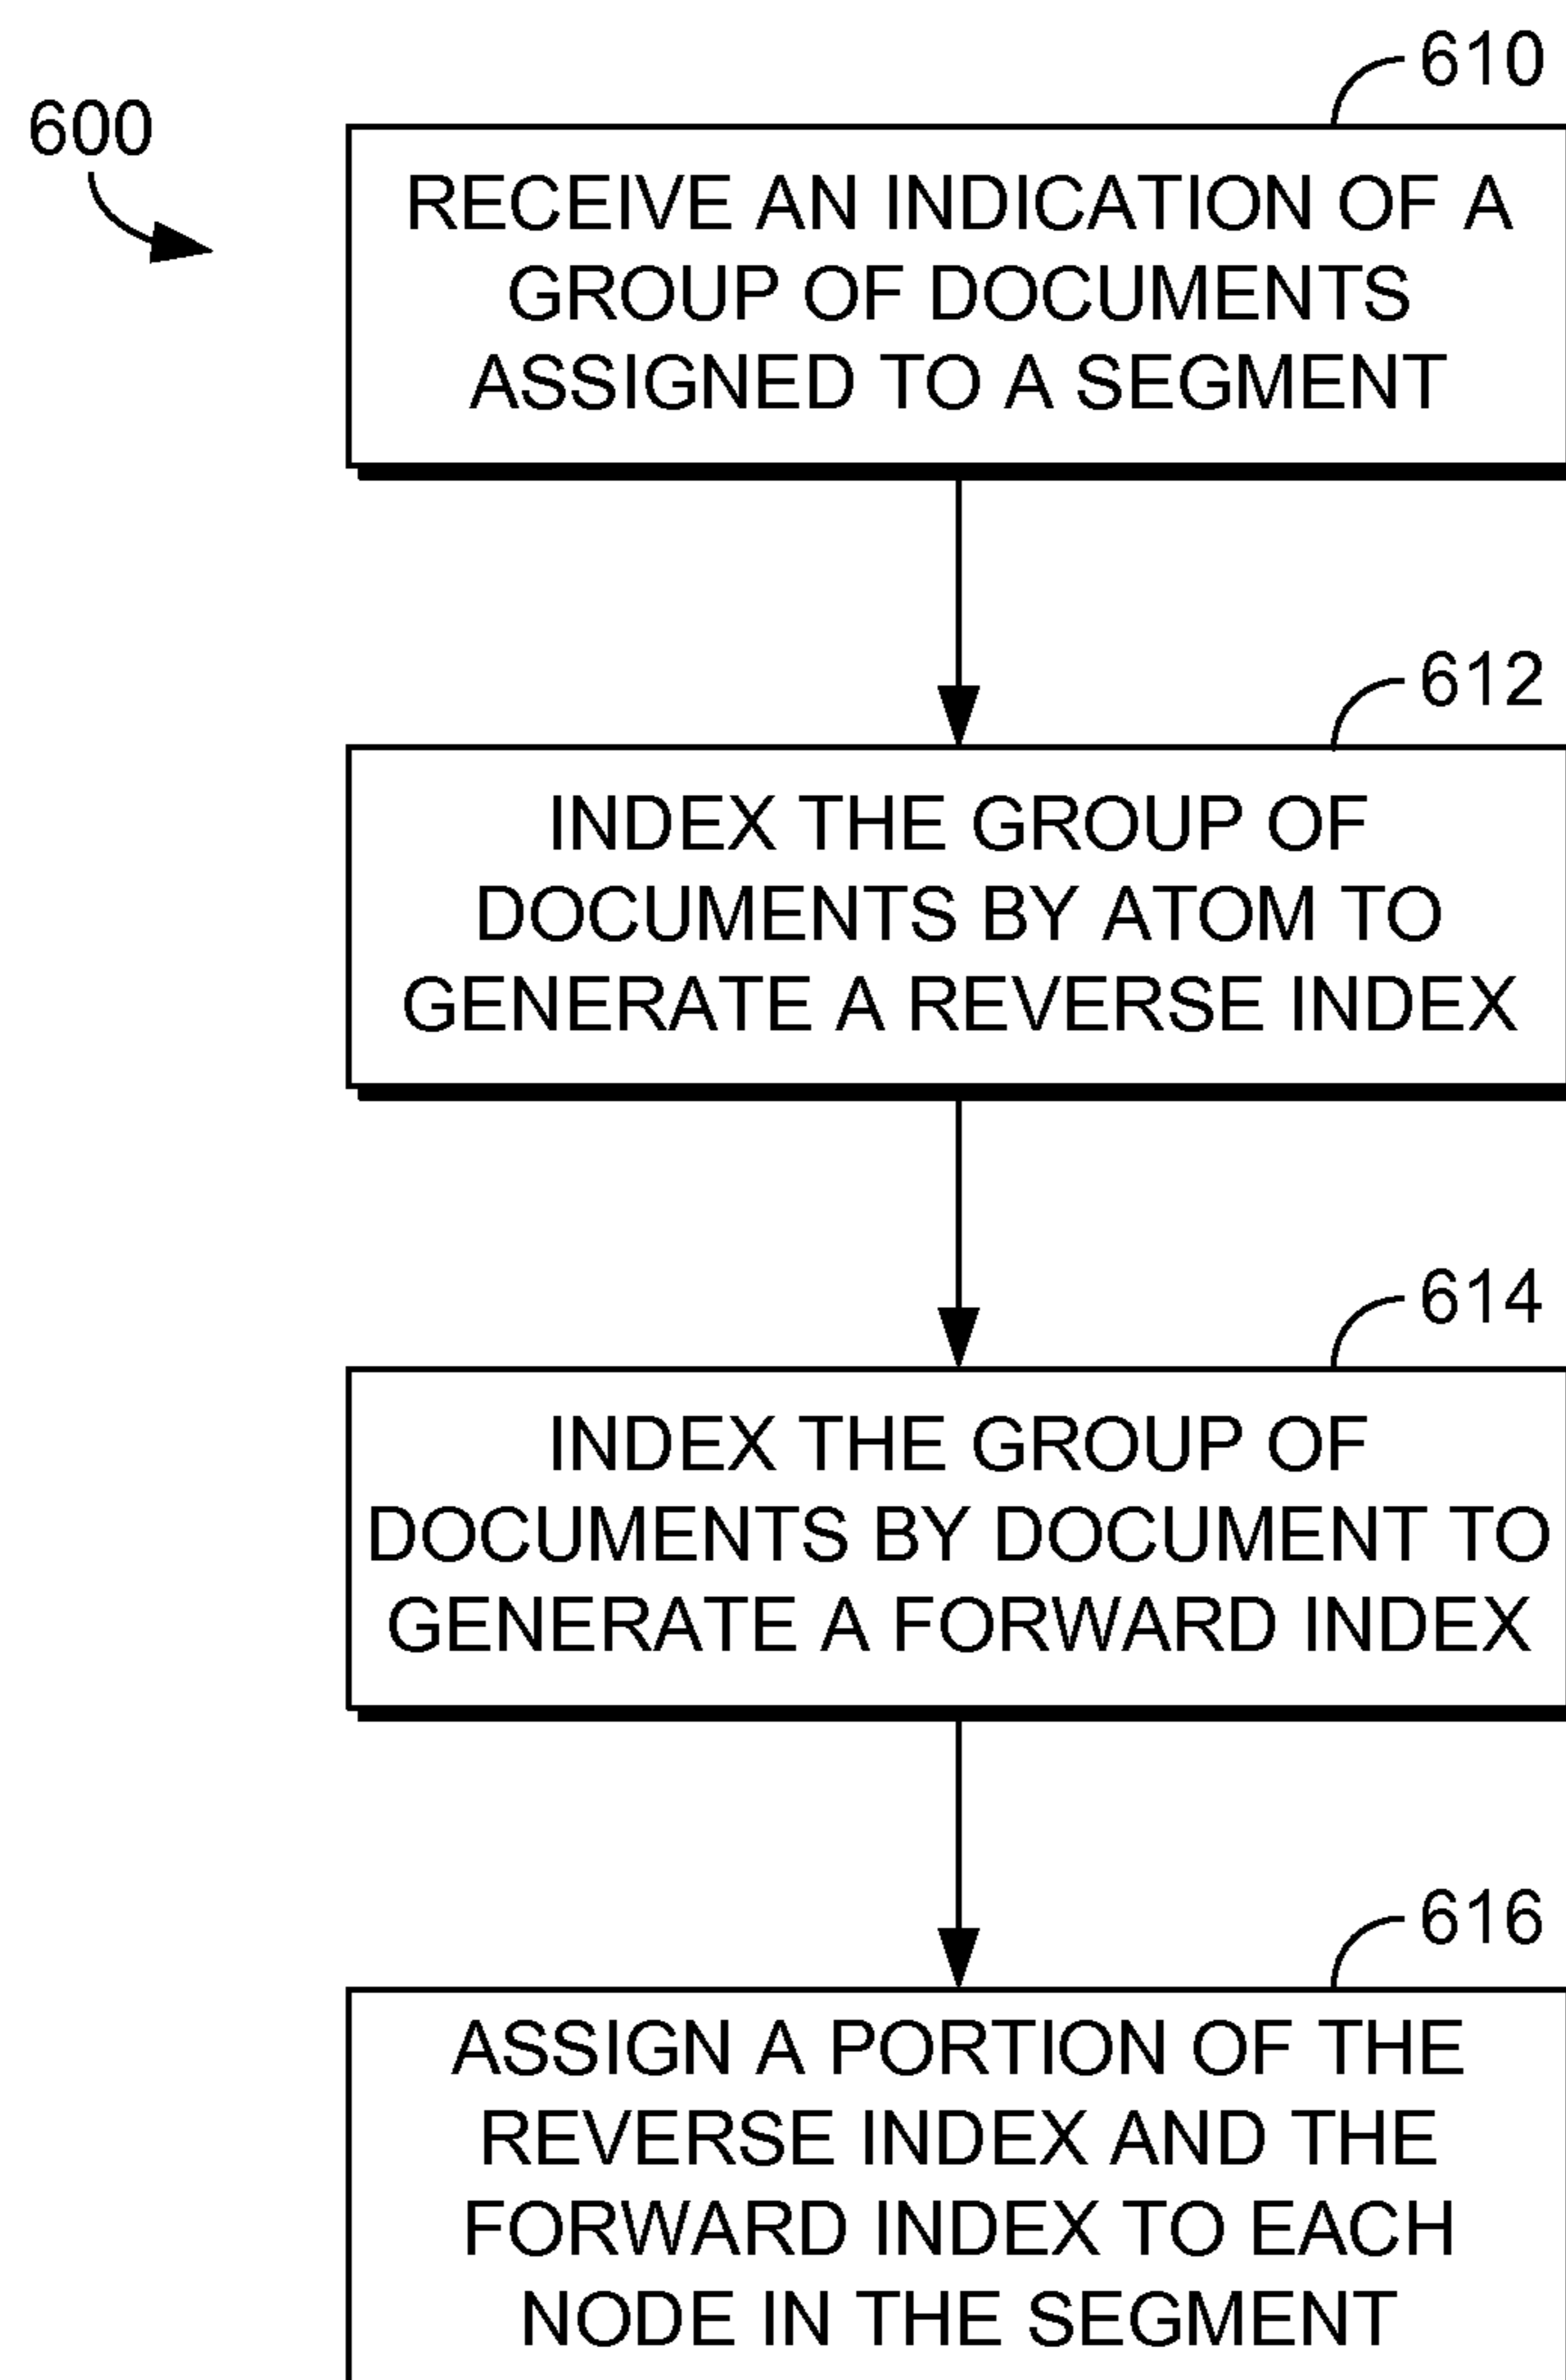 610
600
RECEIVE AN INDICATION OF A
GROUP OF DOCUMENTS
ASSIGNED TO A SEGMENT
612
INDEX THE GROUP OF
DOCUMENTS BY ATOM TO
GENERATE A REVERSE INDEX
614
INDEX THE GROUP OF
DOCUMENTS BY DOCUMENT TO
GENERATE A FORWARD INDEX
616
ASSIGN A PORTION OF THE
REVERSE INDEX AND THE
FORWARD INDEX TO EACH
NODE IN THE SEGMENT